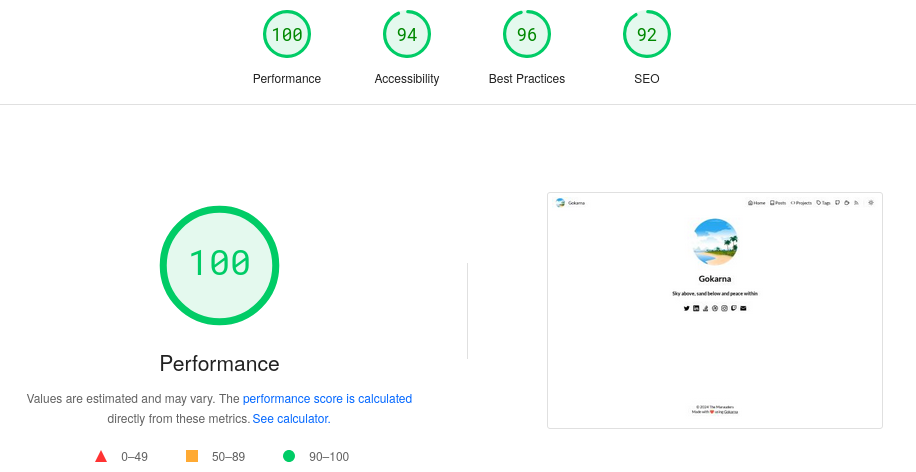 100 94 96 92
Performance Accessibility Best Practices SEO
Gokarna Home Posts Projects Tags
100
Gokarna
Sky above, sand below and peace within
Performance
Values are estimated and may vary. The performance score is calculated
directly from these metrics. See calculator.
© 2024 The Marauders
Made with ❤ using Gokarna
0–49 50–89 90–100